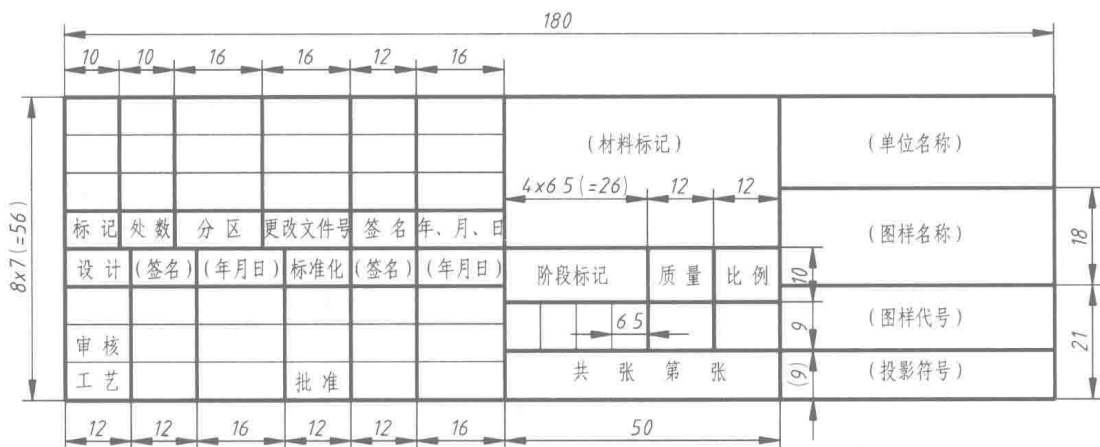 180
10 10 16 16 12 16
(材料标记) (单位名称)
4x6 5(=26) 12 12
8x7(=56)
标 记 处 数 分 区 更改文件号 签 名 年、月、日
(图样名称) 18
设 计 (签名) (年月日) 标准化 (签名) (年月日) 阶段标记 质 量 比 例 10
6 5 9 (图样代号) 21
审 核
工 艺 批 准 共 张 第 张 (9) (投影符号)
12 12 16 12 12 16 50